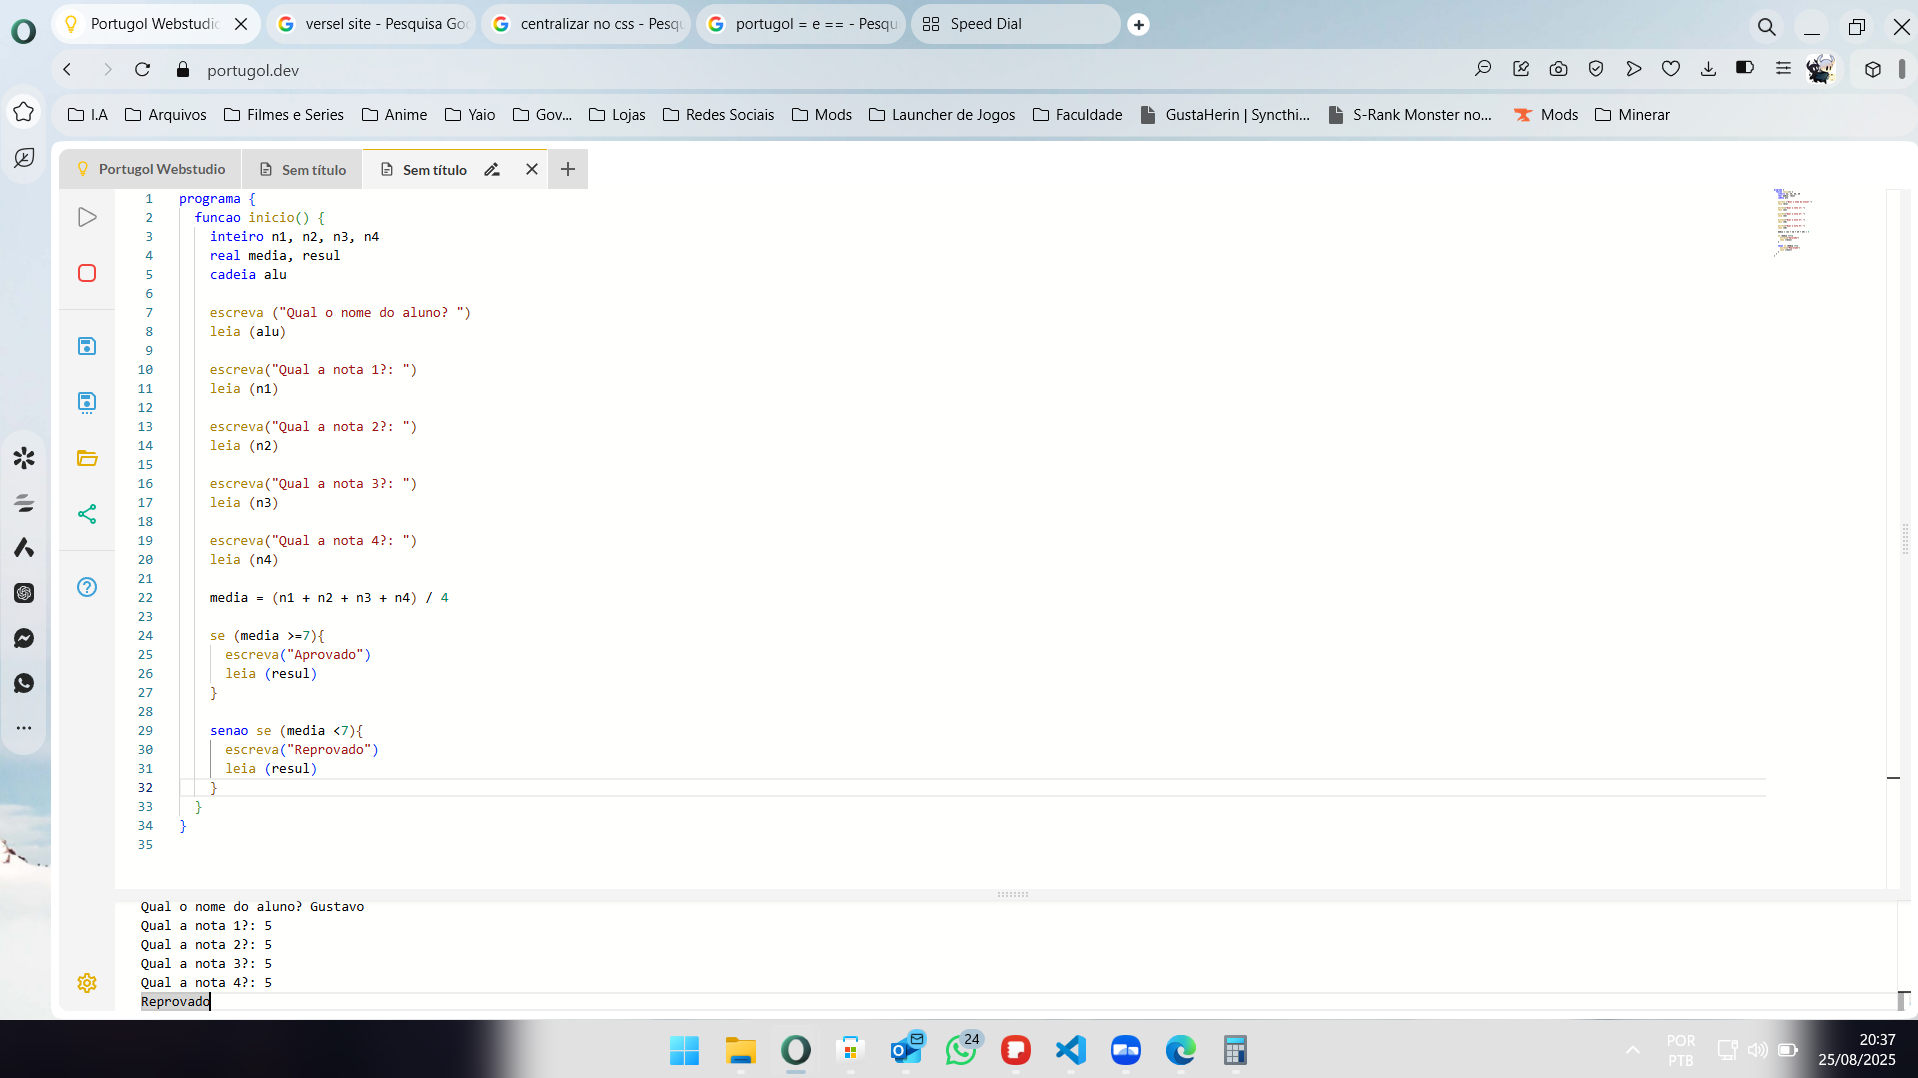 Portugol Webstudio
versel site - Pesquisa Goo
centralizar no css - Pesqu
portugol = e == - Pesqu
Speed Dial
portugol.dev
I.A
Arquivos
Filmes e Series
Anime
Yaio
Gov...
Lojas
Redes Sociais
Mods
Launcher de Jogos
Faculdade
GustaHerin | Syncthi...
S-Rank Monster no...
Mods
Minerar
Portugol Webstudio
Sem título
Sem título
1 programa {
2 funcao inicio() {
3 inteiro n1, n2, n3, n4
4 real media, resul
5 cadeia alu
6
7 escreva ("Qual o nome do aluno? ")
8 leia (alu)
9
10 escreva("Qual a nota 1?: ")
11 leia (n1)
12
13 escreva("Qual a nota 2?: ")
14 leia (n2)
15
16 escreva("Qual a nota 3?: ")
17 leia (n3)
18
19 escreva("Qual a nota 4?: ")
20 leia (n4)
21
22 media = (n1 + n2 + n3 + n4) / 4
23
24 se (media >=7){
25 escreva("Aprovado")
26 leia (resul)
27 }
28
29 senao se (media <7){
30 escreva("Reprovado")
31 leia (resul)
32 }
33 }
34 }
35
Qual o nome do aluno? Gustavo
Qual a nota 1?: 5
Qual a nota 2?: 5
Qual a nota 3?: 5
Qual a nota 4?: 5
Reprovado
24
POR
PTB
20:37
25/08/2025